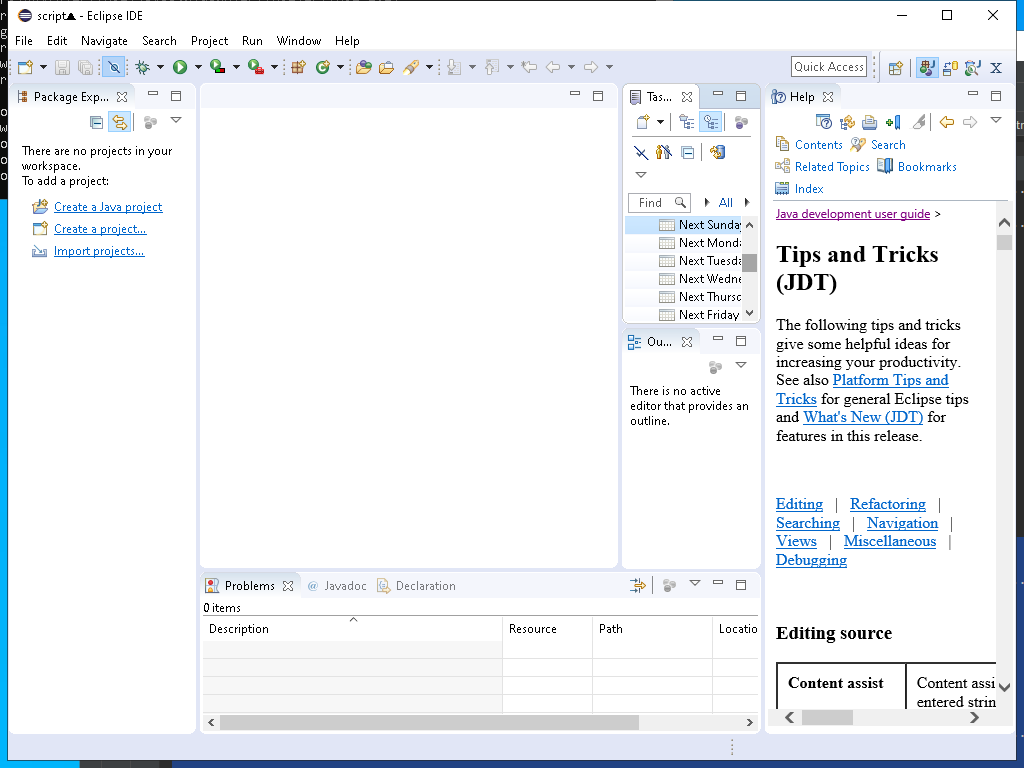 script▲ - Eclipse IDE
File Edit Navigate Search Project Run Window Help
Quick Access
Package Exp...
There are no projects in your
workspace.
To add a project:
Create a Java project
Create a project...
Import projects...
Tas...
Find
All
Next Sunday
Next Monda
Next Tuesda
Next Wedne
Next Thursd
Next Friday
Ou...
There is no active
editor that provides an
outline.
Problems @ Javadoc Declaration
0 items
Description Resource Path Locatio
Help
Contents Search
Related Topics Bookmarks
Index
Java development user guide >
Tips and Tricks
(JDT)
The following tips and tricks
give some helpful ideas for
increasing your productivity.
See also Platform Tips and
Tricks for general Eclipse tips
and What's New (JDT) for
features in this release.
Editing | Refactoring |
Searching | Navigation |
Views | Miscellaneous |
Debugging
Editing source
Content assist Content assi
entered strin